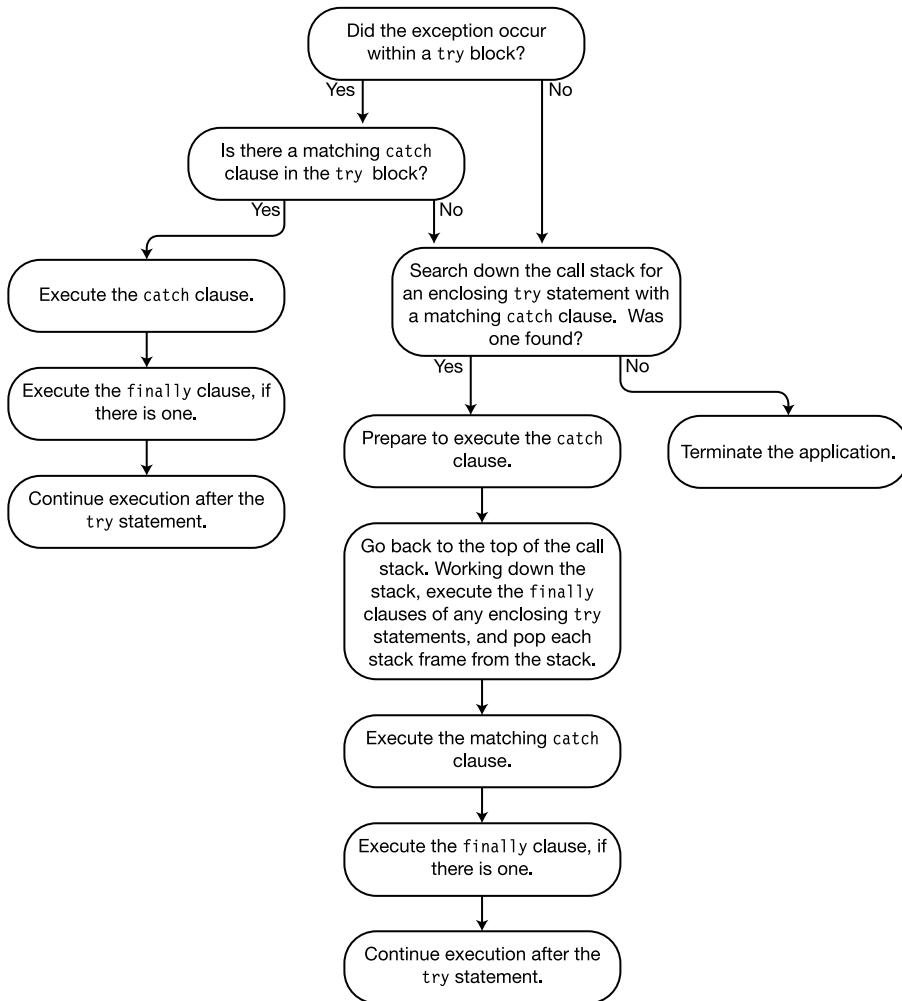 Did the exception occur
within a try block?
Yes
No
Is there a matching catch
clause in the try block?
Yes
No
Execute the catch clause.
Search down the call stack for
an enclosing try statement with
a matching catch clause.  Was
one found?
Yes
No
Execute the finally clause, if
there is one.
Prepare to execute the catch
clause.
Terminate the application.
Continue execution after the
try statement.
Go back to the top of the call
stack. Working down the
stack, execute the finally
clauses of any enclosing try
statements, and pop each
stack frame from the stack.
Execute the matching catch
clause.
Execute the finally clause, if
there is one.
Continue execution after the
try statement.